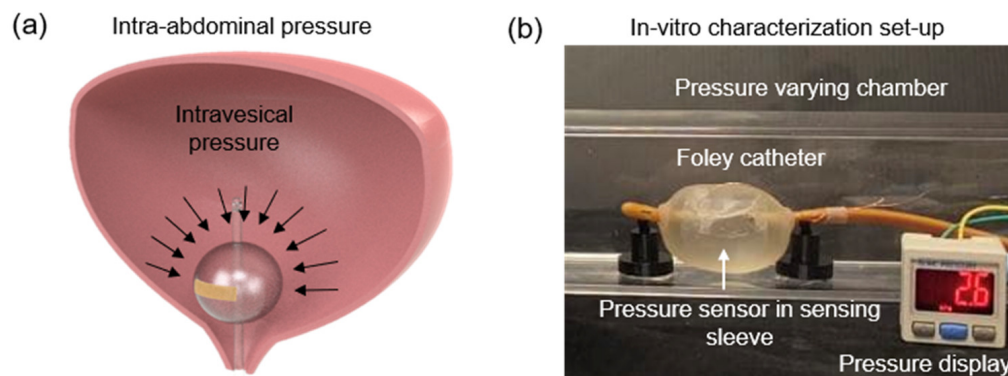 (a)
Intra-abdominal pressure
Intravesical
pressure
(b)
In-vitro characterization set-up
Pressure varying chamber
Foley catheter
Pressure sensor in sensing
sleeve
2.6
Pressure display